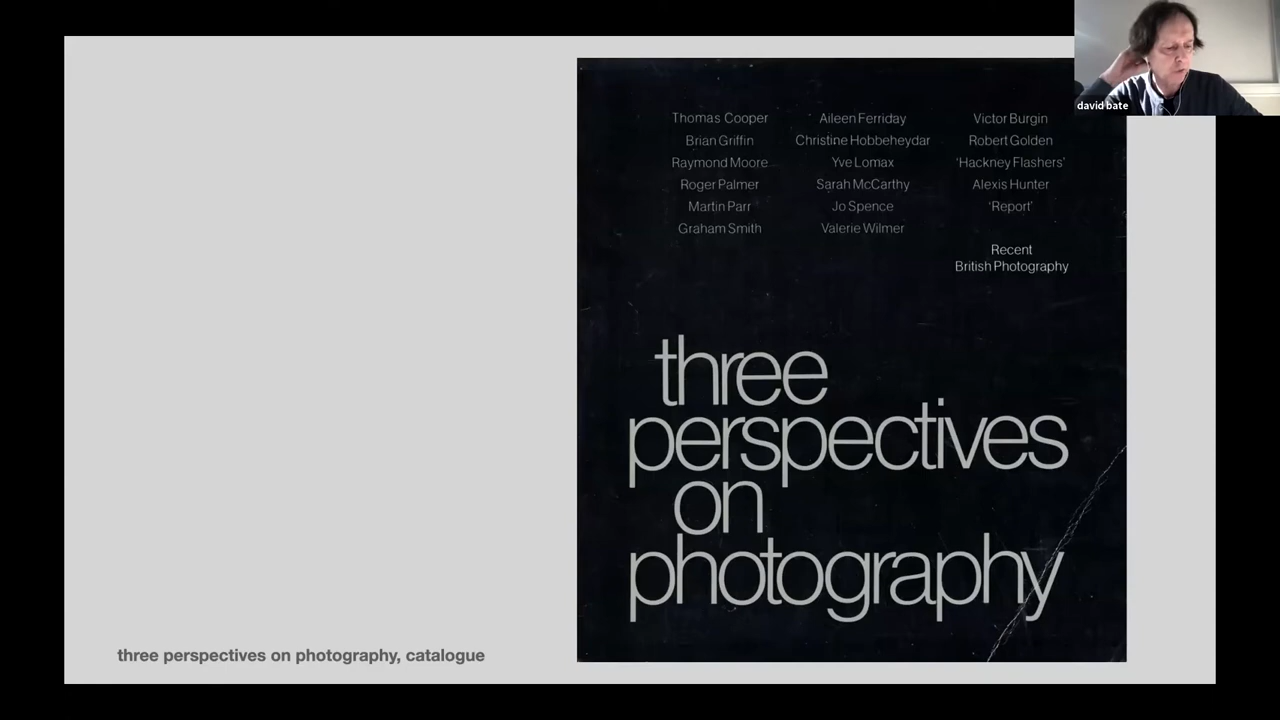 david bate
Thomas Cooper
Brian Griffin
Raymond Moore
Roger Palmer
Martin Parr
Graham Smith
Aileen Ferriday
Christine Hobbeheydar
Yve Lomax
Sarah McCarthy
Jo Spence
Valerie Wilmer
Victor Burgin
Robert Golden
‘Hackney Flashers’
Alexis Hunter
‘Report’
Recent
British Photography
three
perspectives
on
photography
three perspectives on photography, catalogue